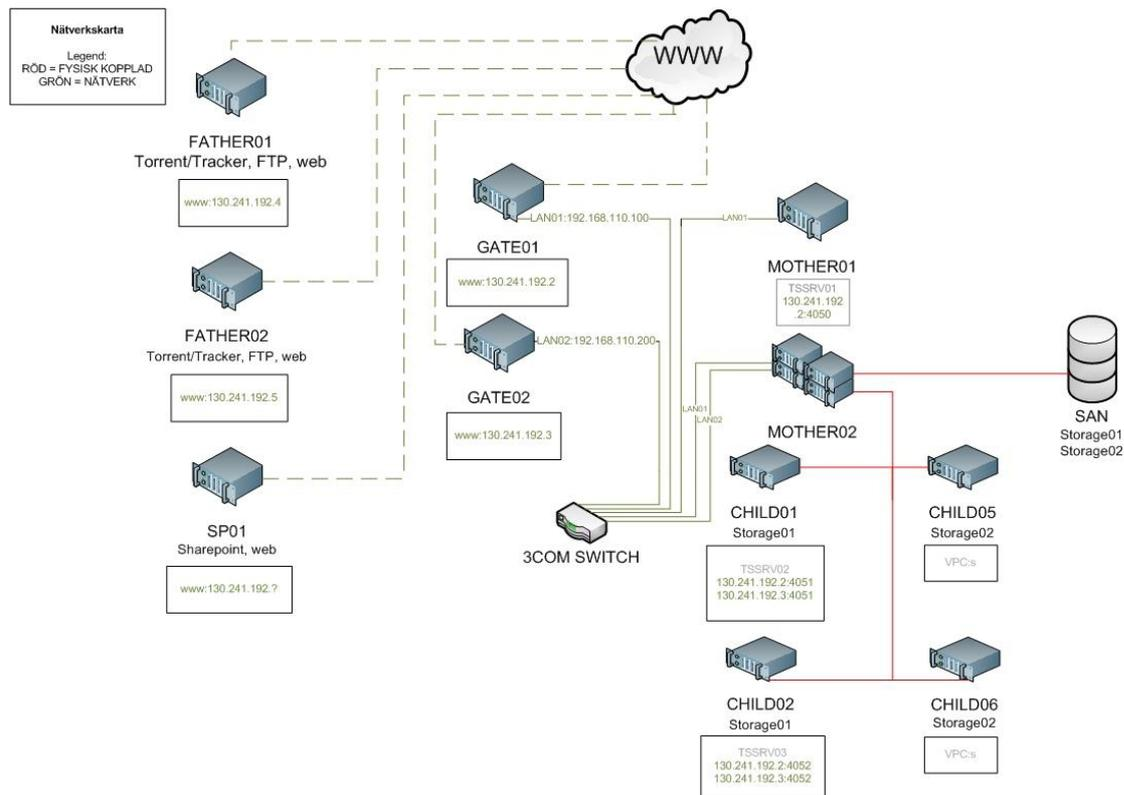 Nätverkskarta
Legend:
RÖD = FYSISK KOPPLAD
GRÖN = NÄTVERK
WWW
FATHER01
Torrent/Tracker, FTP, web
www:130.241.192.4
FATHER02
Torrent/Tracker, FTP, web
www:130.241.192.5
SP01
Sharepoint, web
www:130.241.192.?
LAN01:192.168.110.100
GATE01
www:130.241.192.2
LAN02:192.168.110.200
GATE02
www:130.241.192.3
3COM SWITCH
LAN01
MOTHER01
TSSRV01
130.241.192
.2:4050
LAN01
LAN02
MOTHER02
SAN
Storage01
Storage02
CHILD01
Storage01
TSSRV02
130.241.192.2:4051
130.241.192.3:4051
CHILD05
Storage02
VPC:s
CHILD02
Storage01
TSSRV03
130.241.192.2:4052
130.241.192.3:4052
CHILD06
Storage02
VPC:s